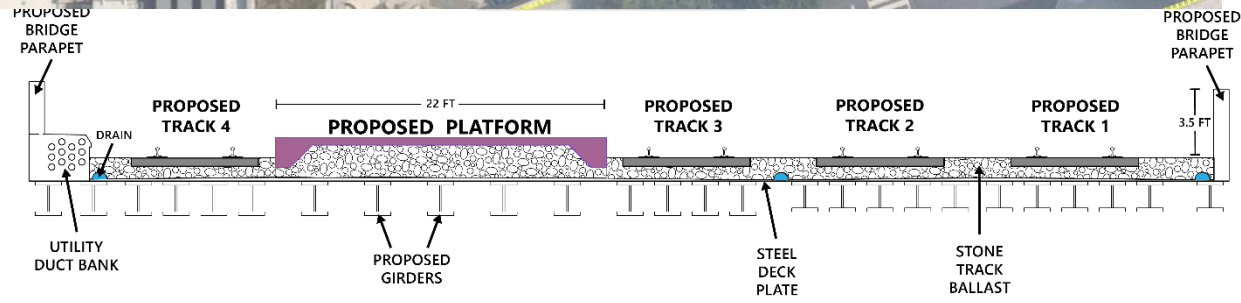 PROPOSED
BRIDGE
PARAPET
DRAIN
PROPOSED
TRACK 4
22 FT
PROPOSED PLATFORM
PROPOSED
TRACK 3
PROPOSED
TRACK 2
PROPOSED
TRACK 1
3.5 FT
PROPOSED
BRIDGE
PARAPET
UTILITY
DUCT BANK
PROPOSED
GIRDERS
STEEL
DECK
PLATE
STONE
TRACK
BALLAST